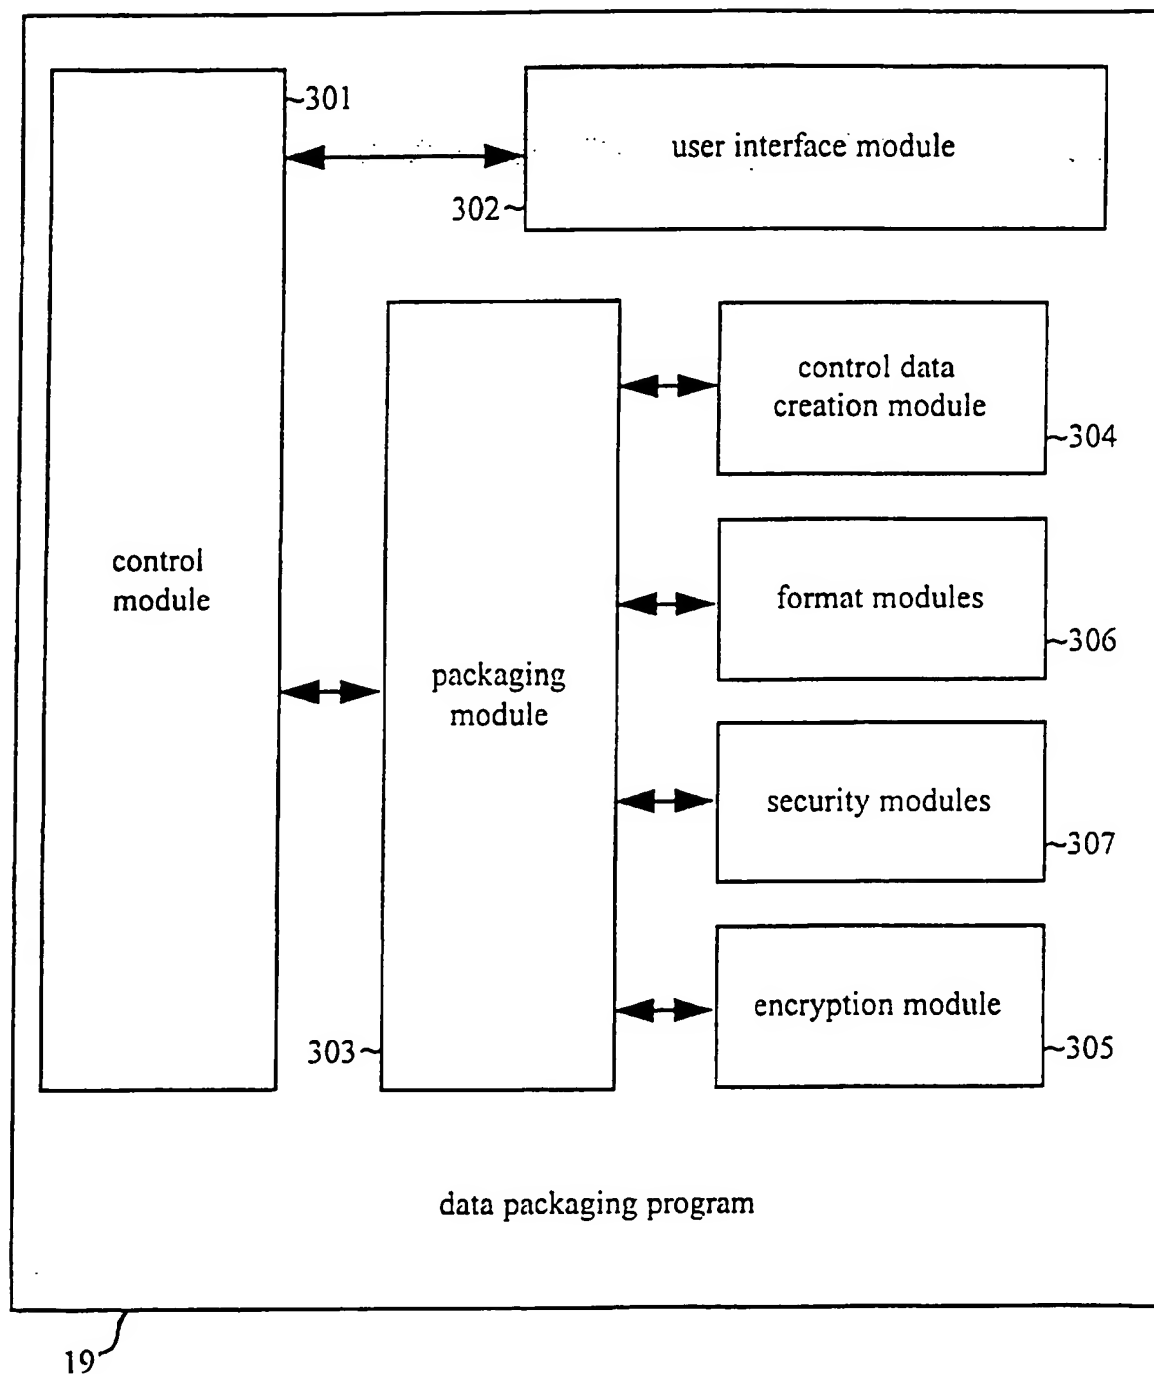 301
user interface module
302
control data
creation module
304
control
module
format modules
306
packaging
module
security modules
307
encryption module
303
305
data packaging program
19